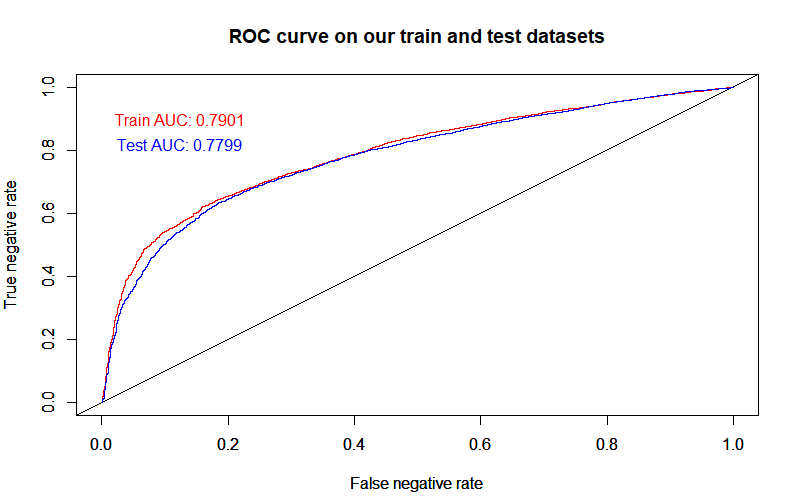 ROC curve on our train and test datasets
Train AUC: 0.7901
Test AUC: 0.7799
True negative rate
1.0
0.8
0.6
0.4
0.2
0.0
0.0 0.2 0.4 0.6 0.8 1.0
False negative rate